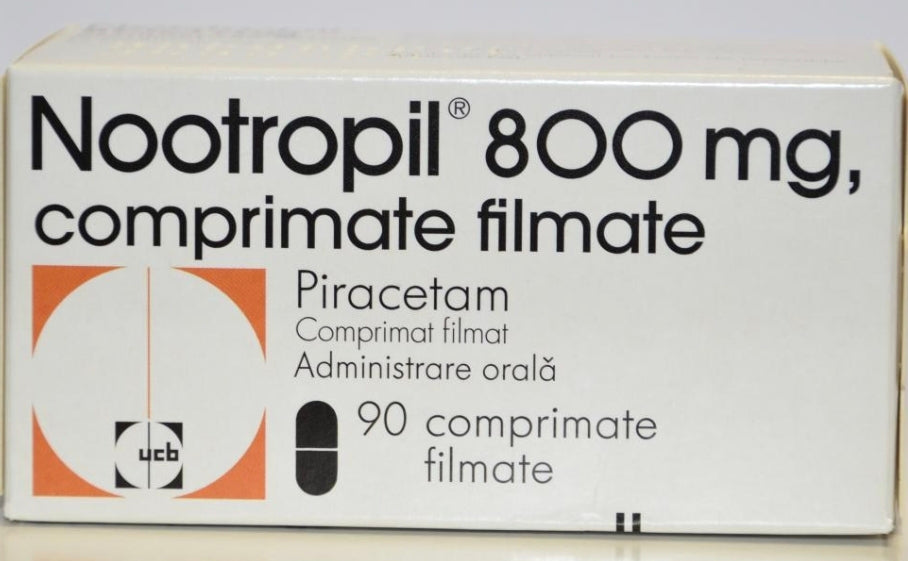 Nootropil® 800 mg,
comprimate filmate
Piracetam
Comprimat filmat
Administrare orală
90 comprimate
filmate
ucb